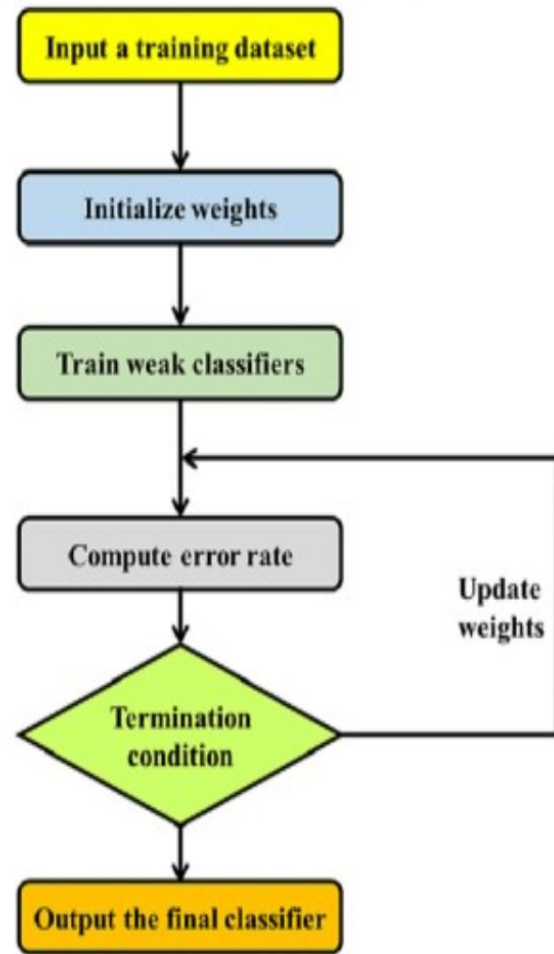 Input a training dataset
Initialize weights
Train weak classifiers
Compute error rate
Update
weights
Termination
condition
Output the final classifier